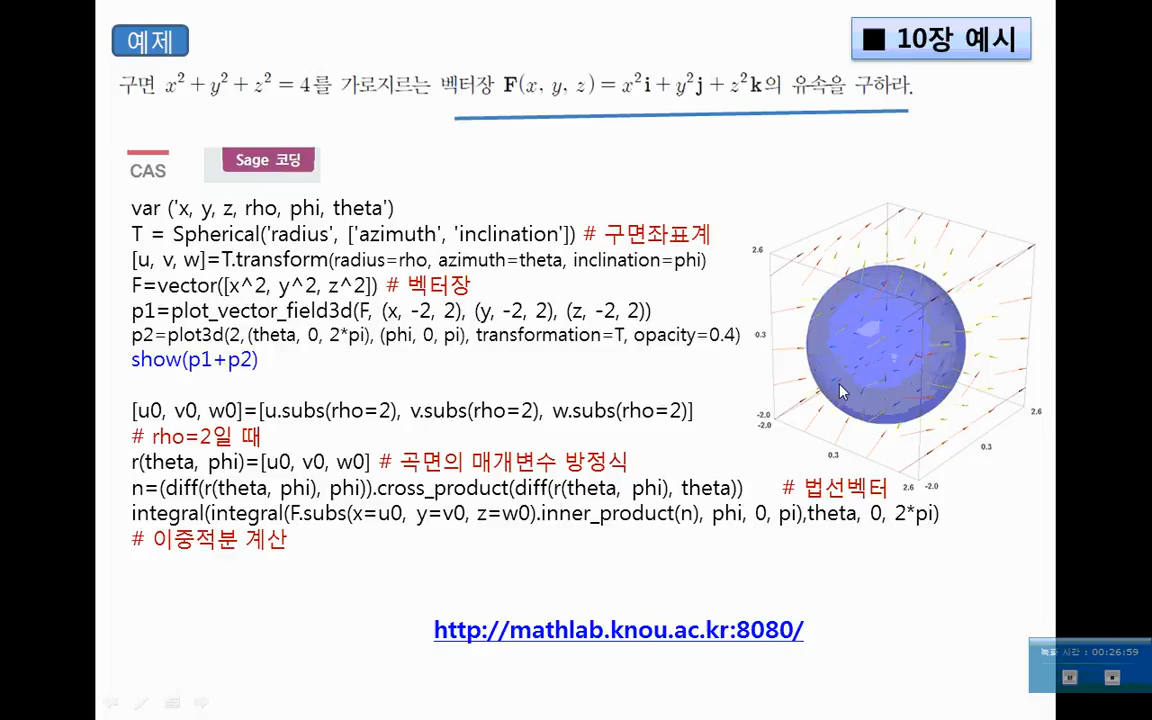 예제
■ 10장 예시
구면 x² + y² + z² = 4를 가로지르는 벡터장 F(x, y, z) = x²i + y²j + z²k의 유속을 구하라.
CAS
Sage 코딩
var ('x, y, z, rho, phi, theta')
T = Spherical('radius', ['azimuth', 'inclination']) # 구면좌표계
[u, v, w]=T.transform(radius=rho, azimuth=theta, inclination=phi)
F=vector([x^2, y^2, z^2]) # 벡터장
p1=plot_vector_field3d(F, (x, -2, 2), (y, -2, 2), (z, -2, 2))
p2=plot3d(2,(theta, 0, 2*pi), (phi, 0, pi), transformation=T, opacity=0.4)
show(p1+p2)
2.6
0.3
-2.0
-2.0
0.3
2.6
-2.0
0.3
2.6
[u0, v0, w0]=[u.subs(rho=2), v.subs(rho=2), w.subs(rho=2)]
# rho=2일 때
r(theta, phi)=[u0, v0, w0] # 곡면의 매개변수 방정식
n=(diff(r(theta, phi), phi)).cross_product(diff(r(theta, phi), theta)) # 법선벡터
integral(integral(F.subs(x=u0, y=v0, z=w0).inner_product(n), phi, 0, pi),theta, 0, 2*pi)
# 이중적분 계산
http://mathlab.knou.ac.kr:8080/
녹화 시간 : 00:26:59